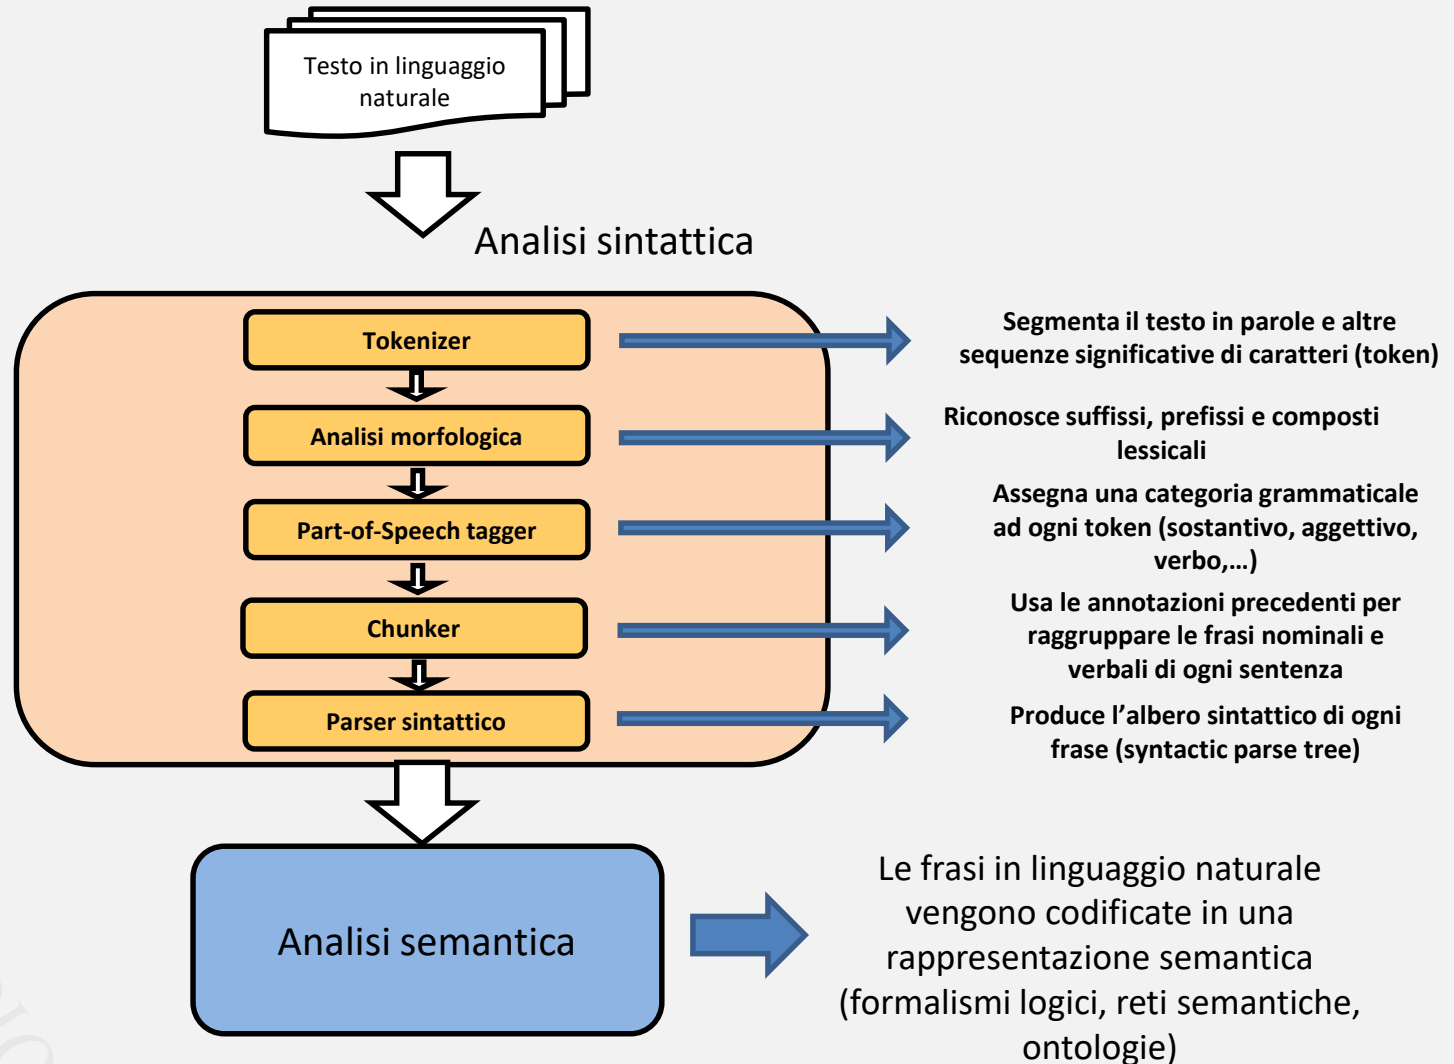 Testo in linguaggio
naturale
Analisi sintattica
Tokenizer
Segmenta il testo in parole e altre
sequenze significative di caratteri (token)
Analisi morfologica
Riconosce suffissi, prefissi e composti
lessicali
Part-of-Speech tagger
Assegna una categoria grammaticale
ad ogni token (sostantivo, aggettivo,
verbo,...)
Chunker
Usa le annotazioni precedenti per
raggruppare le frasi nominali e
verbali di ogni sentenza
Parser sintattico
Produce l’albero sintattico di ogni
frase (syntactic parse tree)
Analisi semantica
Le frasi in linguaggio naturale
vengono codificate in una
rappresentazione semantica
(formalismi logici, reti semantiche,
ontologie)